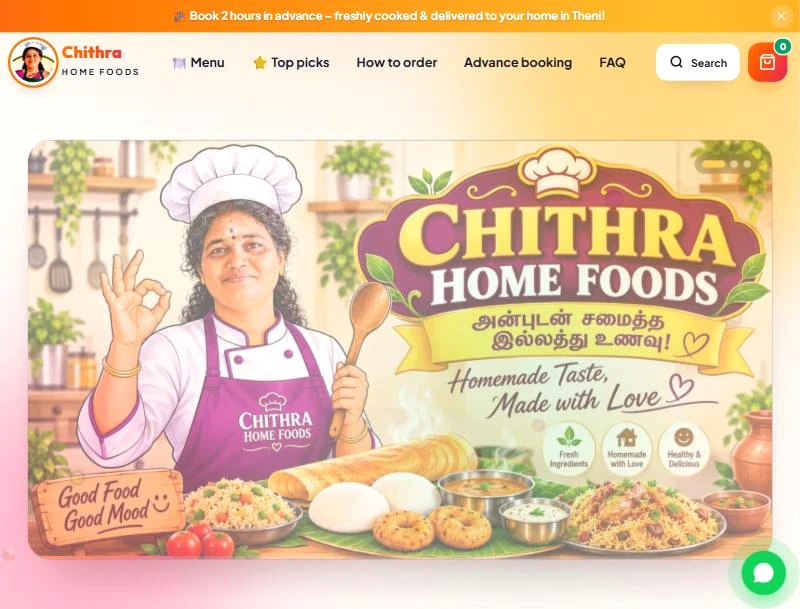 🎉 Book 2 hours in advance – freshly cooked & delivered to your home in Theni!
Chithra
HOME FOODS
🍽️ Menu
⭐ Top picks
How to order
Advance booking
FAQ
Search
0
CHITHRA
HOME FOODS
அன்புடன் சமைத்த
இல்லத்து உணவு!
Homemade Taste,
Made with Love
Fresh
Ingredients
Homemade
with Love
Healthy &
Delicious
CHITHRA
HOME FOODS
Good Food
Good Mood